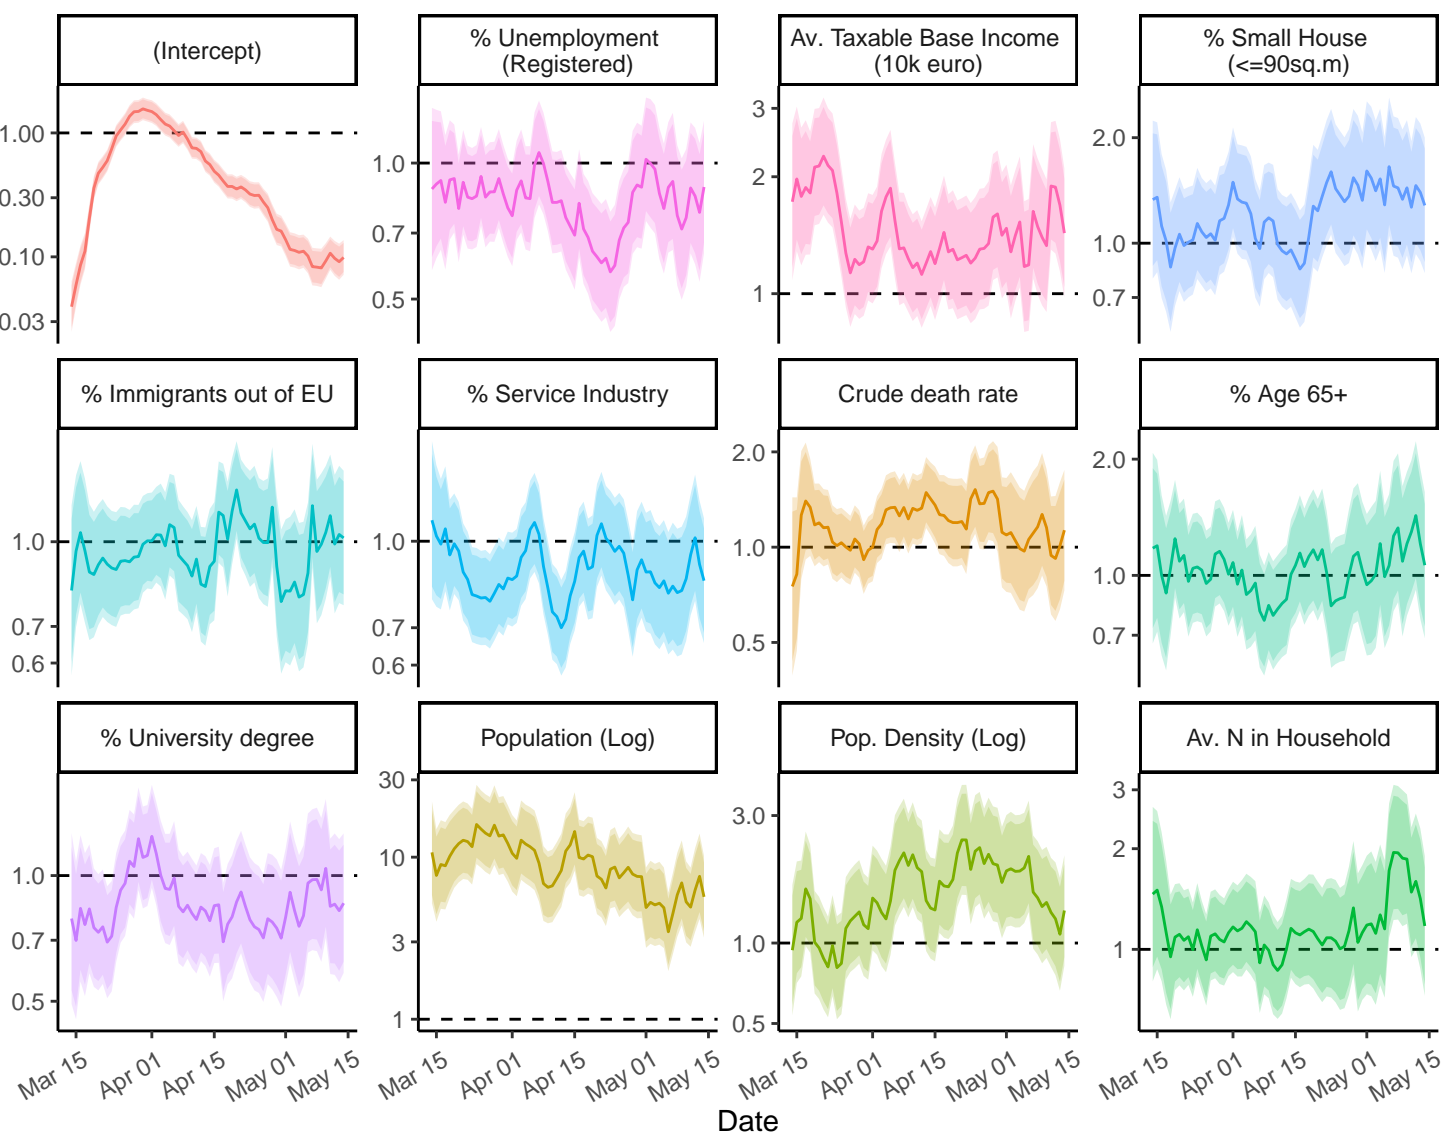 (Intercept)
% Unemployment
(Registered)
Av. Taxable Base Income
(10k euro)
% Small House
(<=90sq.m)
1.00
0.30
0.10
0.03
1.0
0.7
0.5
3
2
1
2.0
1.0
0.7
% Immigrants out of EU
% Service Industry
Crude death rate
% Age 65+
1.0
0.7
0.6
1.0
0.7
0.6
2.0
1.0
0.5
2.0
1.0
0.7
% University degree
Population (Log)
Pop. Density (Log)
Av. N in Household
1.0
0.7
0.5
30
10
3
1
3.0
1.0
0.5
3
2
1
Mar 15 Apr 01 Apr 15 May 01 May 15
Mar 15 Apr 01 Apr 15 May 01 May 15
Mar 15 Apr 01 Apr 15 May 01 May 15
Mar 15 Apr 01 Apr 15 May 01 May 15
Date